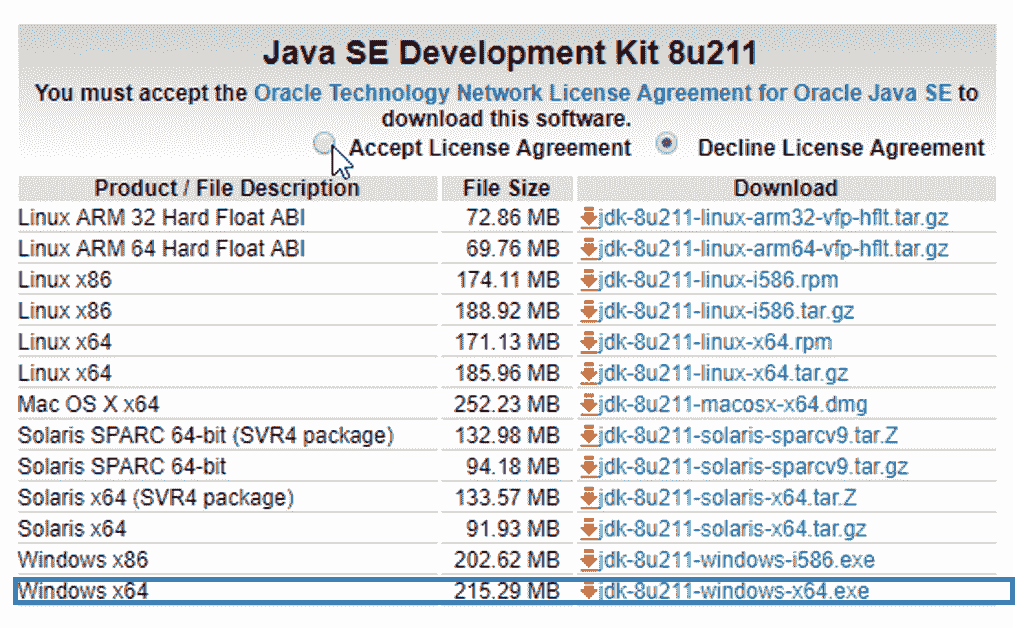 Java SE Development Kit 8u211
You must accept the Oracle Technology Network License Agreement for Oracle Java SE to
download this software.
Accept License Agreement Decline License Agreement
Product / File Description File Size Download
Linux ARM 32 Hard Float ABI 72.86 MB jdk-8u211-linux-arm32-vfp-hflt.tar.gz
Linux ARM 64 Hard Float ABI 69.76 MB jdk-8u211-linux-arm64-vfp-hflt.tar.gz
Linux x86 174.11 MB jdk-8u211-linux-i586.rpm
Linux x86 188.92 MB jdk-8u211-linux-i586.tar.gz
Linux x64 171.13 MB jdk-8u211-linux-x64.rpm
Linux x64 185.96 MB jdk-8u211-linux-x64.tar.gz
Mac OS X x64 252.23 MB jdk-8u211-macosx-x64.dmg
Solaris SPARC 64-bit (SVR4 package) 132.98 MB jdk-8u211-solaris-sparcv9.tar.Z
Solaris SPARC 64-bit 94.18 MB jdk-8u211-solaris-sparcv9.tar.gz
Solaris x64 (SVR4 package) 133.57 MB jdk-8u211-solaris-x64.tar.Z
Solaris x64 91.93 MB jdk-8u211-solaris-x64.tar.gz
Windows x86 202.62 MB jdk-8u211-windows-i586.exe
Windows x64 215.29 MB jdk-8u211-windows-x64.exe